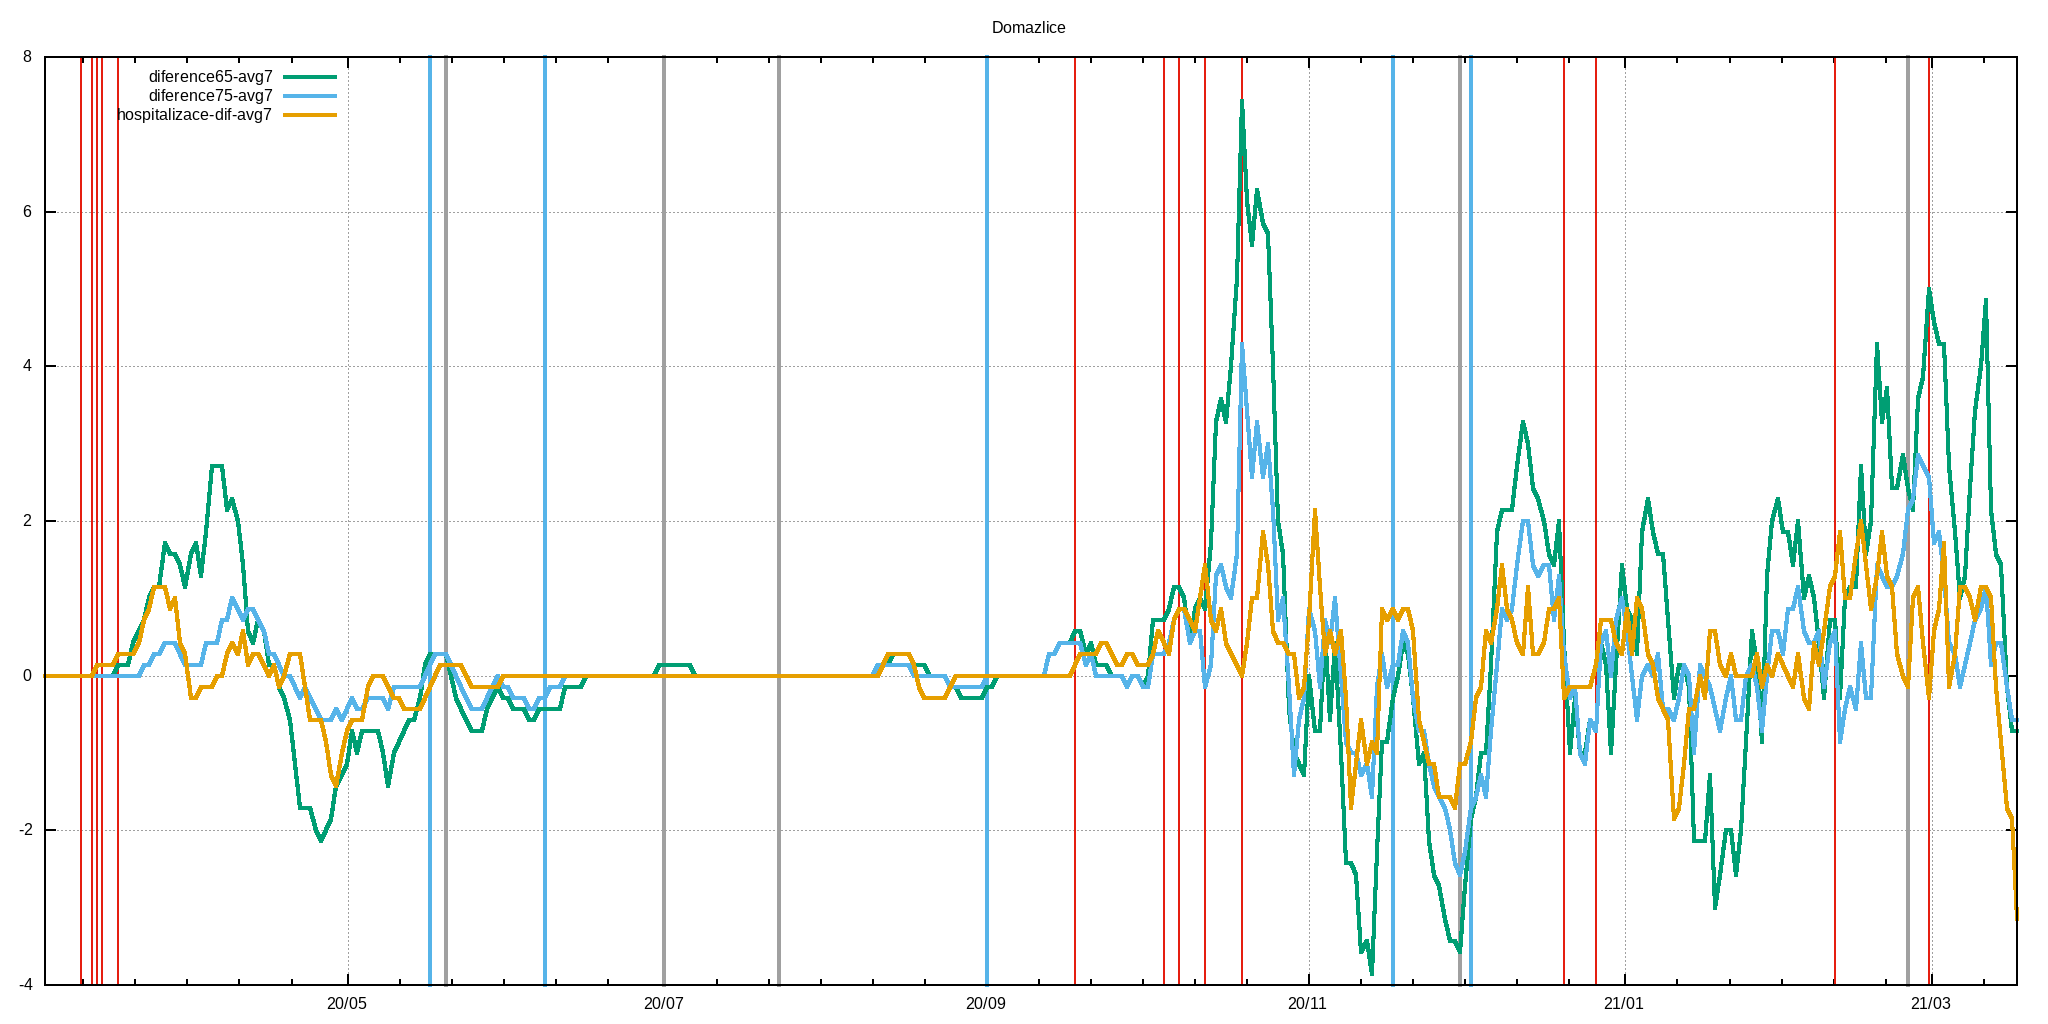 Domazlice
8
diference65-avg7
diference75-avg7
hospitalizace-dif-avg7
6
4
2
0
-2
-4
20/05 20/07 20/09 20/11 21/01 21/03